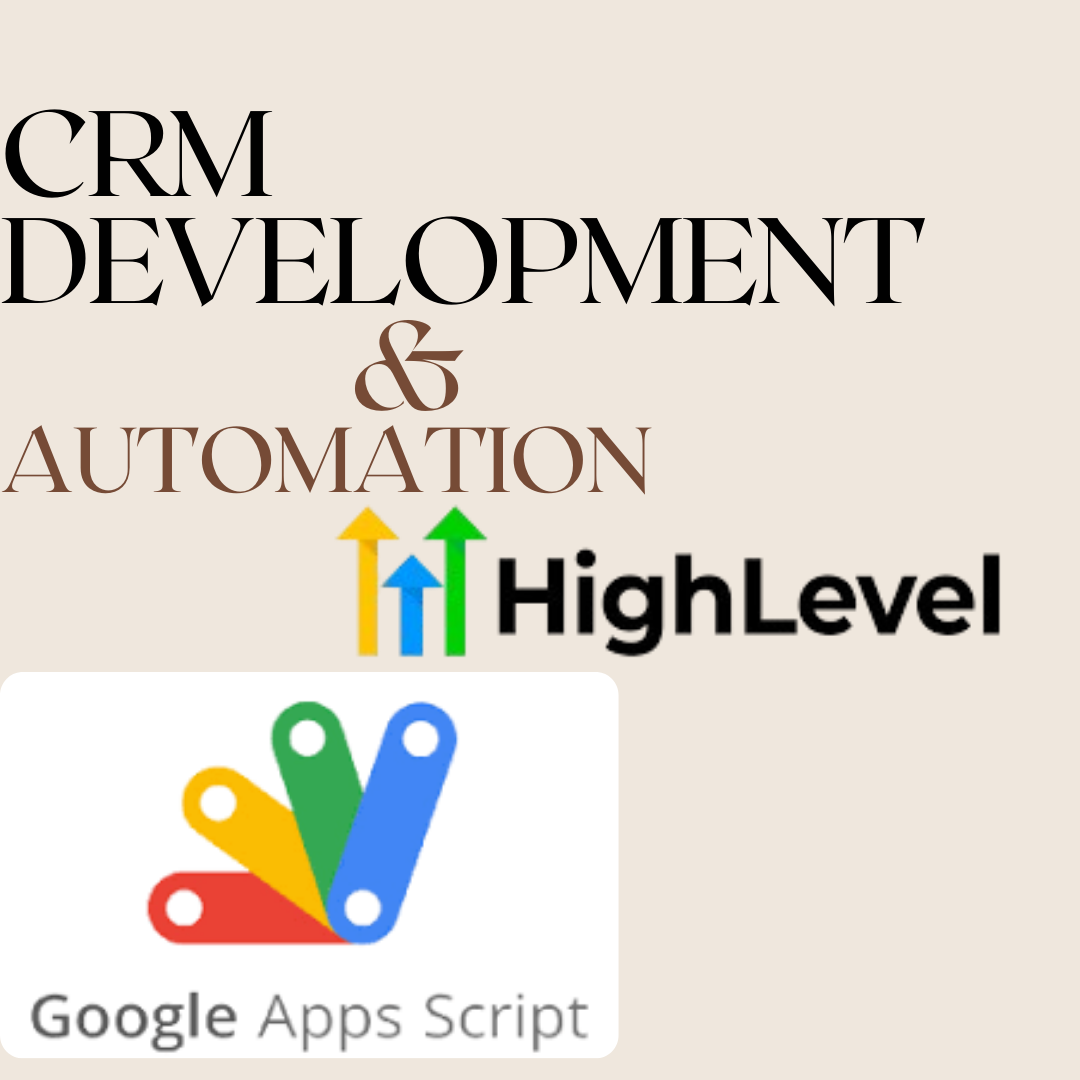 CRM
DEVELOPMENT
&
AUTOMATION
HighLevel
Google Apps Script